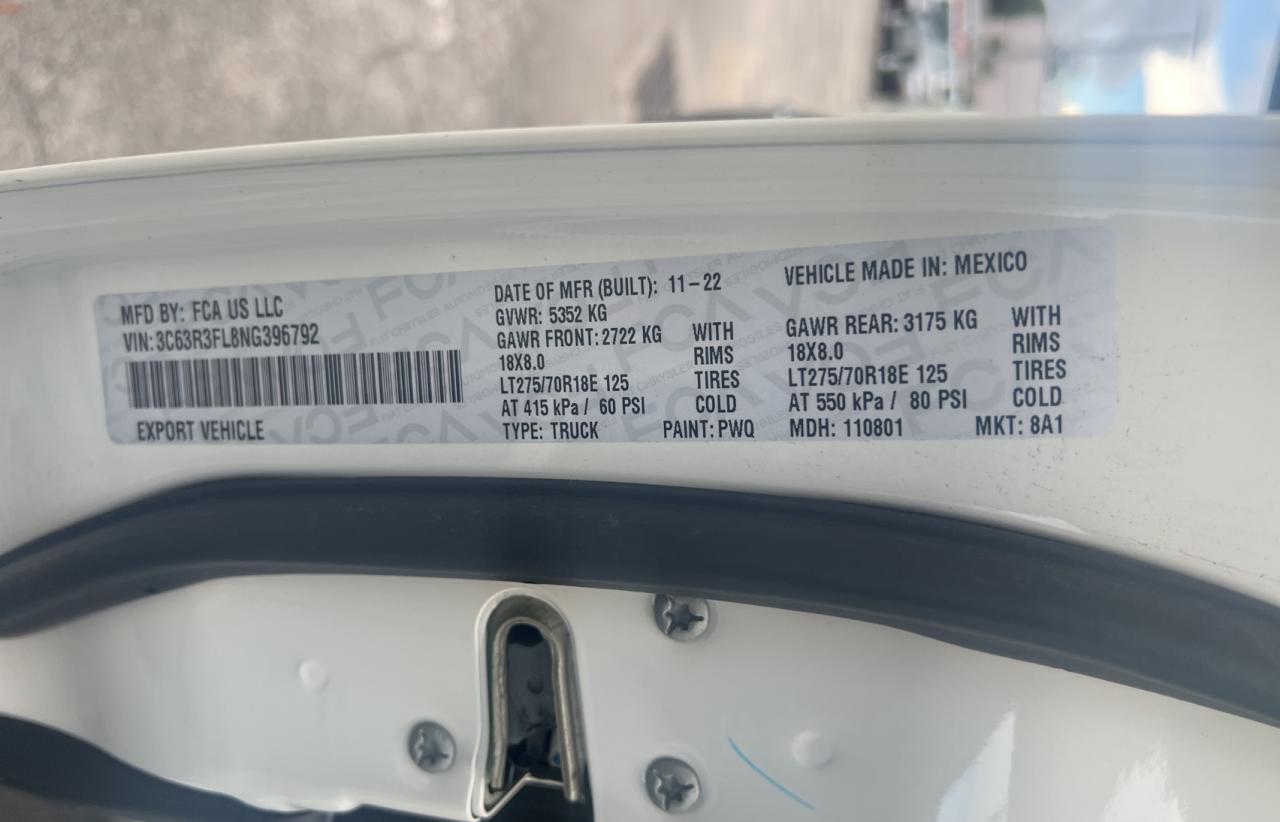 MFD BY: FCA US LLC
VIN: 3C63R3FL8NG396792
EXPORT VEHICLE
DATE OF MFR (BUILT): 11-22
GVWR: 5352 KG
GAWR FRONT: 2722 KG WITH
18X8.0 RIMS
LT275/70R18E 125 TIRES
AT 415 kPa / 60 PSI COLD
TYPE: TRUCK PAINT: PWQ
VEHICLE MADE IN: MEXICO
GAWR REAR: 3175 KG WITH
18X8.0 RIMS
LT275/70R18E 125 TIRES
AT 550 kPa / 80 PSI COLD
MDH: 110801 MKT: 8A1